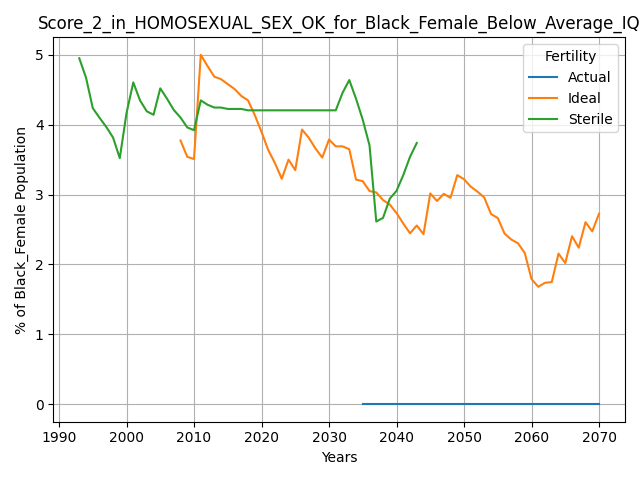 Score_2_in_HOMOSEXUAL_SEX_OK_for_Black_Female_Below_Average_IQ
Fertility
Actual
Ideal
Sterile
% of Black_Female Population
5
4
3
2
1
0
1990 2000 2010 2020 2030 2040 2050 2060 2070
Years